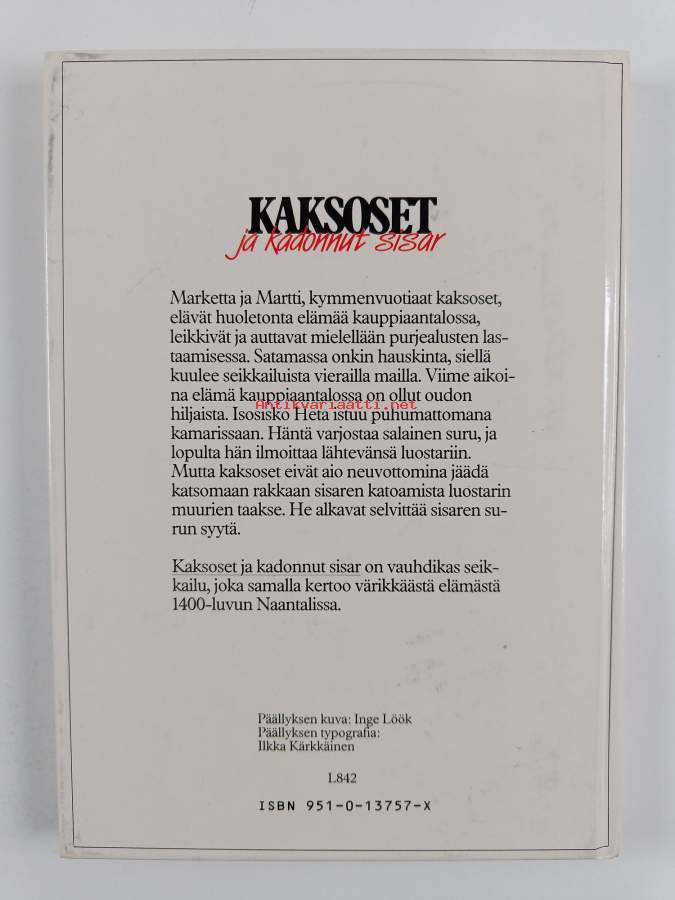 KAKSOSET
ja kadonnut sisar
Marketta ja Martti, kymmenvuotiaat kaksoset,
elävät huoletonta elämää kauppiaantalossa,
leikkivät ja auttavat mielellään purjealusten las-
taamisessa. Satamassa onkin hauskinta, siellä
kuulee seikkailuista vierailla mailla. Viime aikoi-
na elämä kauppiaantalossa on ollut oudon
hiljaista. Isosisko Heta istuu puhumattomana
Antikvariaatti.net
kamarissaan. Häntä varjostaa salainen suru, ja
lopulta hän ilmoittaa lähtevänsä luostariin.
Mutta kaksoset eivät aio neuvottomina jäädä
katsomaan rakkaan sisaren katoamista luostarin
muurien taakse. He alkavat selvittää sisaren su-
run syytä.
Kaksoset ja kadonnut sisar on vauhdikas seik-
kailu, joka samalla kertoo värikkäästä elämästä
1400-luvun Naantalissa.
Päällyksen kuva: Inge Löök
Päällyksen typografia:
Ilkka Kärkkäinen
L842
ISBN 951-0-13757-X